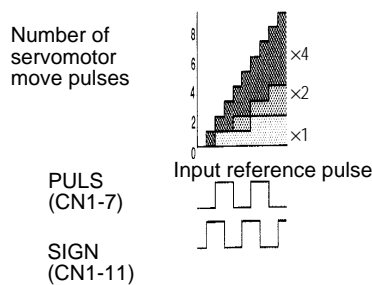 Number of
servomotor
move pulses
8
6
4
2
0
×4
×2
×1
Input reference pulse
PULS
(CN1-7)
SIGN
(CN1-11)